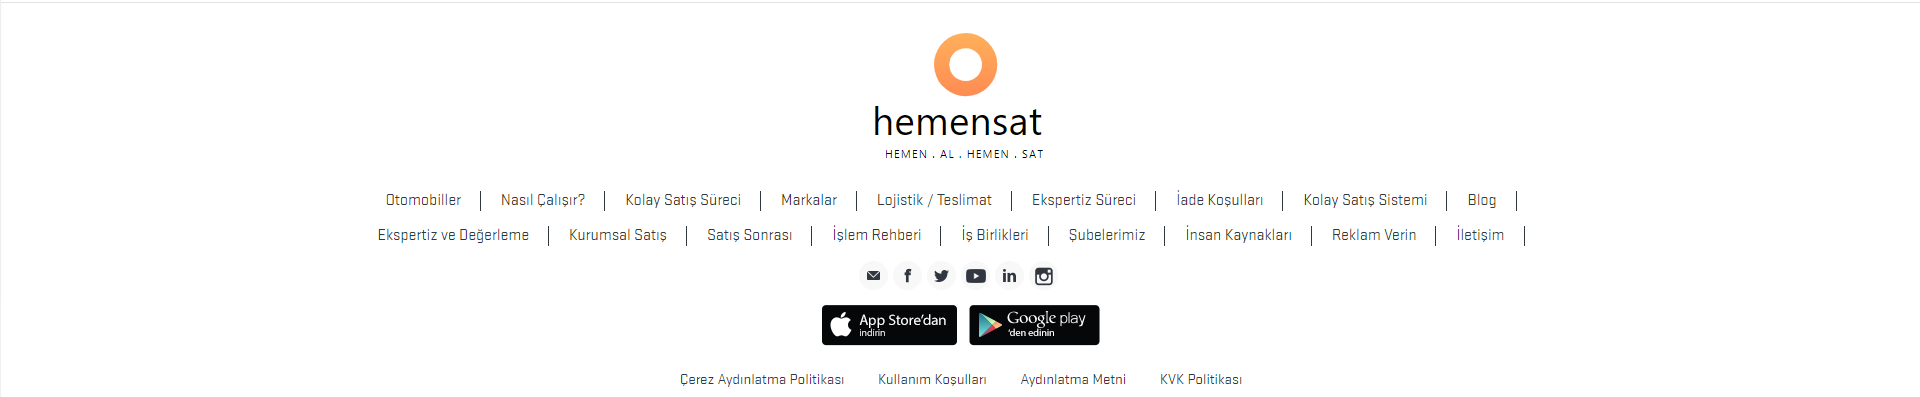 hemensat
HEMEN . AL . HEMEN . SAT
Otomobiller | Nasıl Çalışır? | Kolay Satış Süreci | Markalar | Lojistik / Teslimat | Ekspertiz Süreci | İade Koşulları | Kolay Satış Sistemi | Blog |
Ekspertiz ve Değerleme | Kurumsal Satış | Satış Sonrası | İşlem Rehberi | İş Birlikleri | Şubelerimiz | İnsan Kaynakları | Reklam Verin | İletişim |
App Store'dan
indirin
Google play
'den edinin
Çerez Aydınlatma Politikası Kullanım Koşulları Aydınlatma Metni KVK Politikası